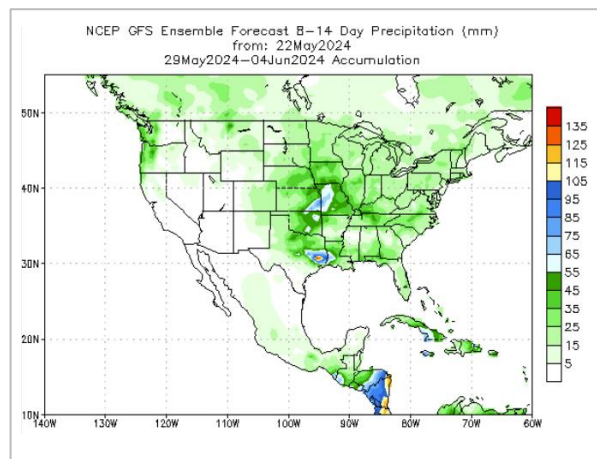 NCEP GFS Ensemble Forecast 8-14 Day Precipitation (mm)
from: 22May2024
29May2024-04Jun2024 Accumulation
50N
40N
30N
20N
10N
140W
130W
120W
110W
100W
90W
80W
70W
60W
135
125
115
105
95
85
75
65
55
45
35
25
15
5